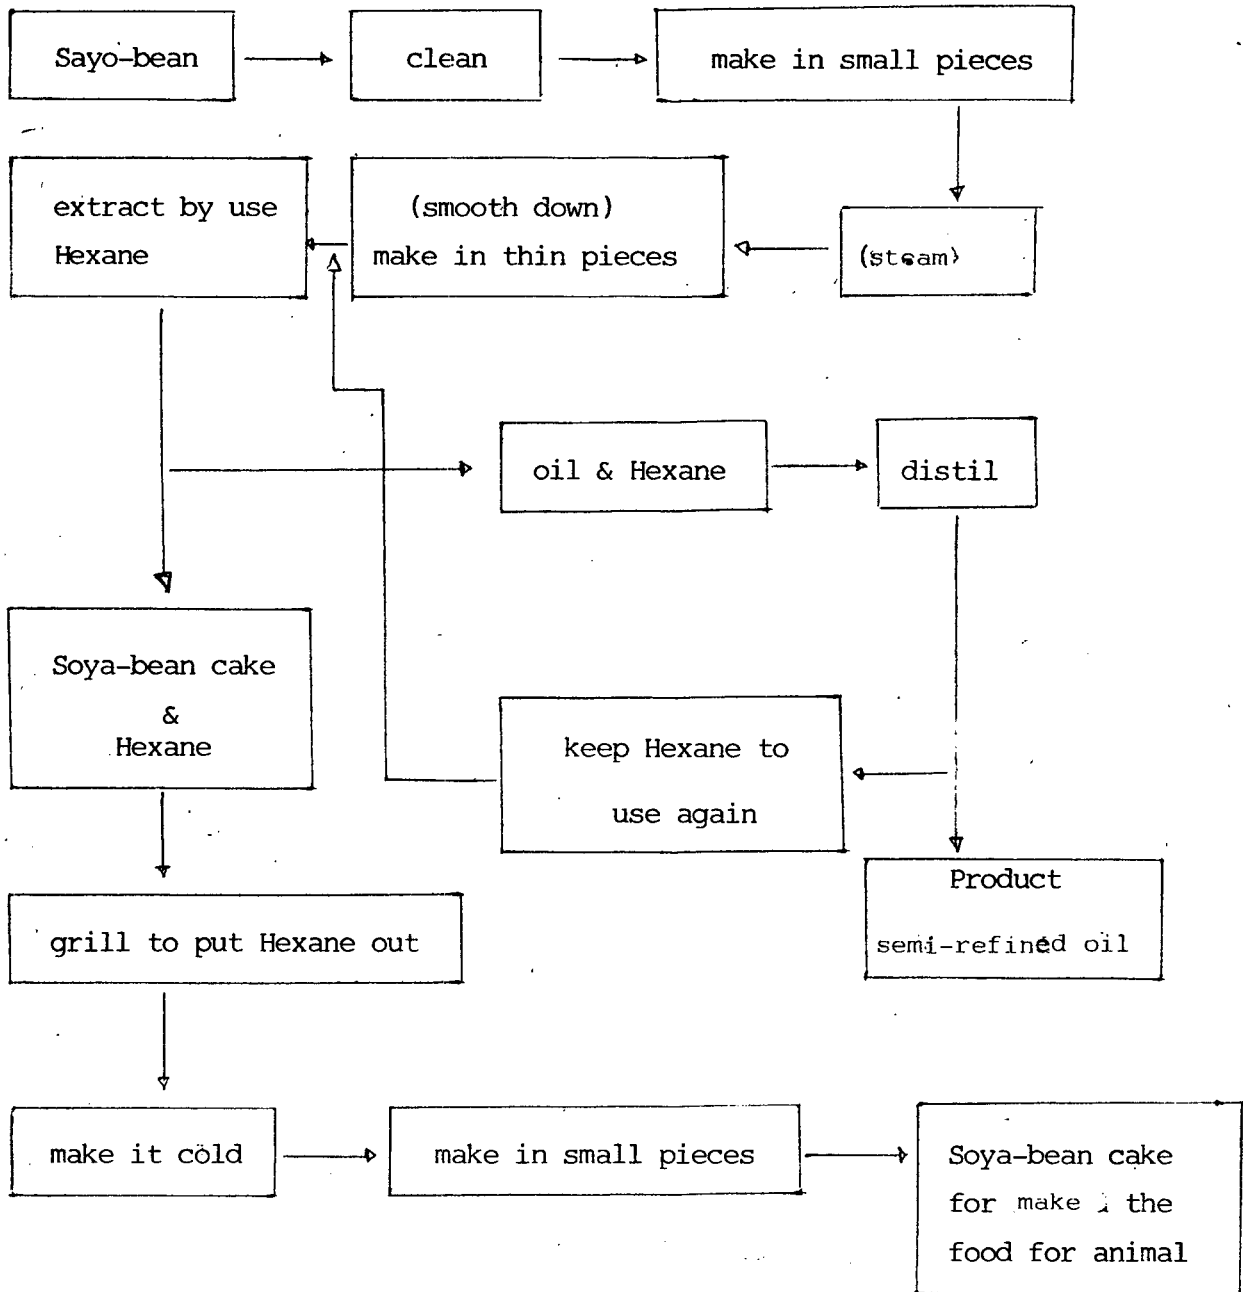 Sayo-bean
clean
make in small pieces
(steam)
(smooth down)
make in thin pieces
extract by use
Hexane
oil & Hexane
distil
keep Hexane to
use again
Product
semi-refined oil
Soya-bean cake
&
Hexane
grill to put Hexane out
make it cold
make in small pieces
Soya-bean cake
for make the
food for animal